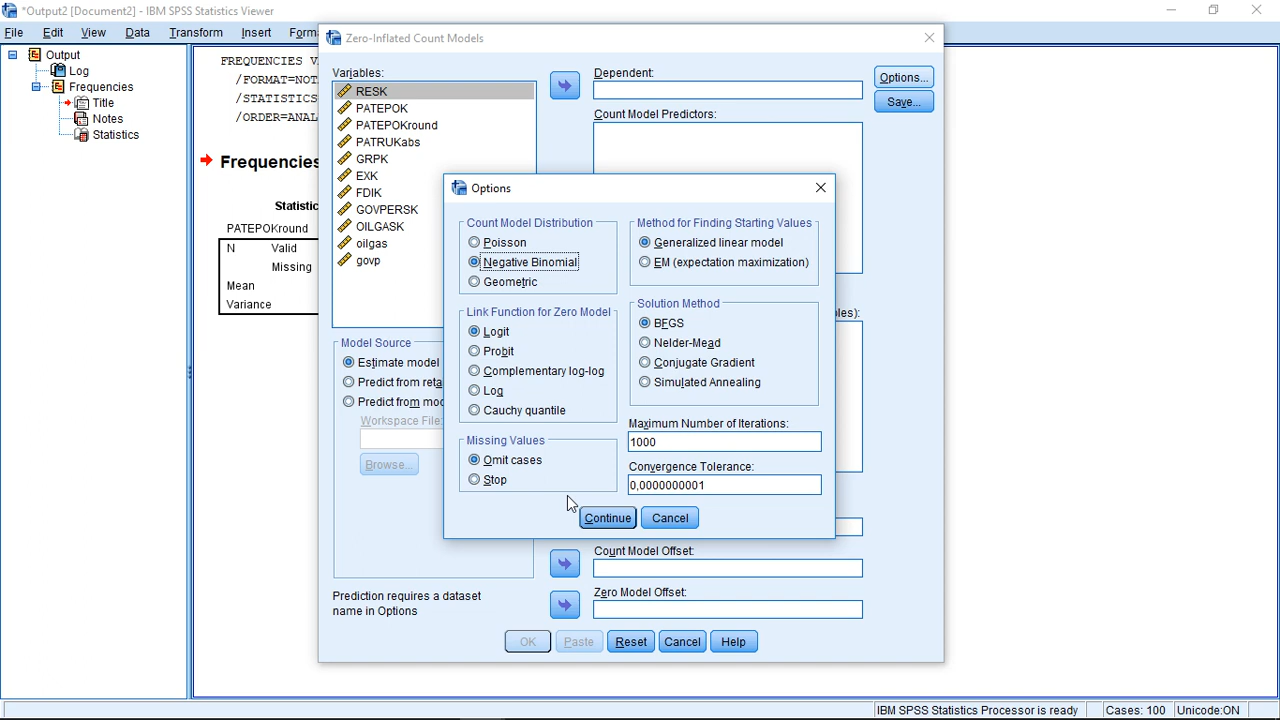 *Output2 [Document2] - IBM SPSS Statistics Viewer
File Edit View Data Transform Insert Forma
Output
Log
Frequencies
Title
Notes
Statistics
FREQUENCIES V
/FORMAT=NOT
/STATISTICS
/ORDER=ANAL
Frequencies
Statistic
PATEPOKround
N Valid
Missing
Mean
Variance
Zero-Inflated Count Models
Variables:
RESK
PATEPOK
PATEPOKround
PATRUKabs
GRPK
EXK
FDIK
GOVPERSK
OILGASK
oilgas
govp
Dependent:
Count Model Predictors:
Options...
Save...
les):
Model Source
Estimate model
Predict from reta
Predict from mod
Workspace File:
Browse...
Prediction requires a dataset
name in Options
Count Model Offset:
Zero Model Offset:
OK Paste Reset Cancel Help
Options
Count Model Distribution
Poisson
Negative Binomial
Geometric
Link Function for Zero Model
Logit
Probit
Complementary log-log
Log
Cauchy quantile
Missing Values
Omit cases
Stop
Method for Finding Starting Values
Generalized linear model
EM (expectation maximization)
Solution Method
BFGS
Nelder-Mead
Conjugate Gradient
Simulated Annealing
Maximum Number of Iterations:
1000
Convergence Tolerance:
0,0000000001
Continue Cancel
IBM SPSS Statistics Processor is ready Cases: 100 Unicode:ON